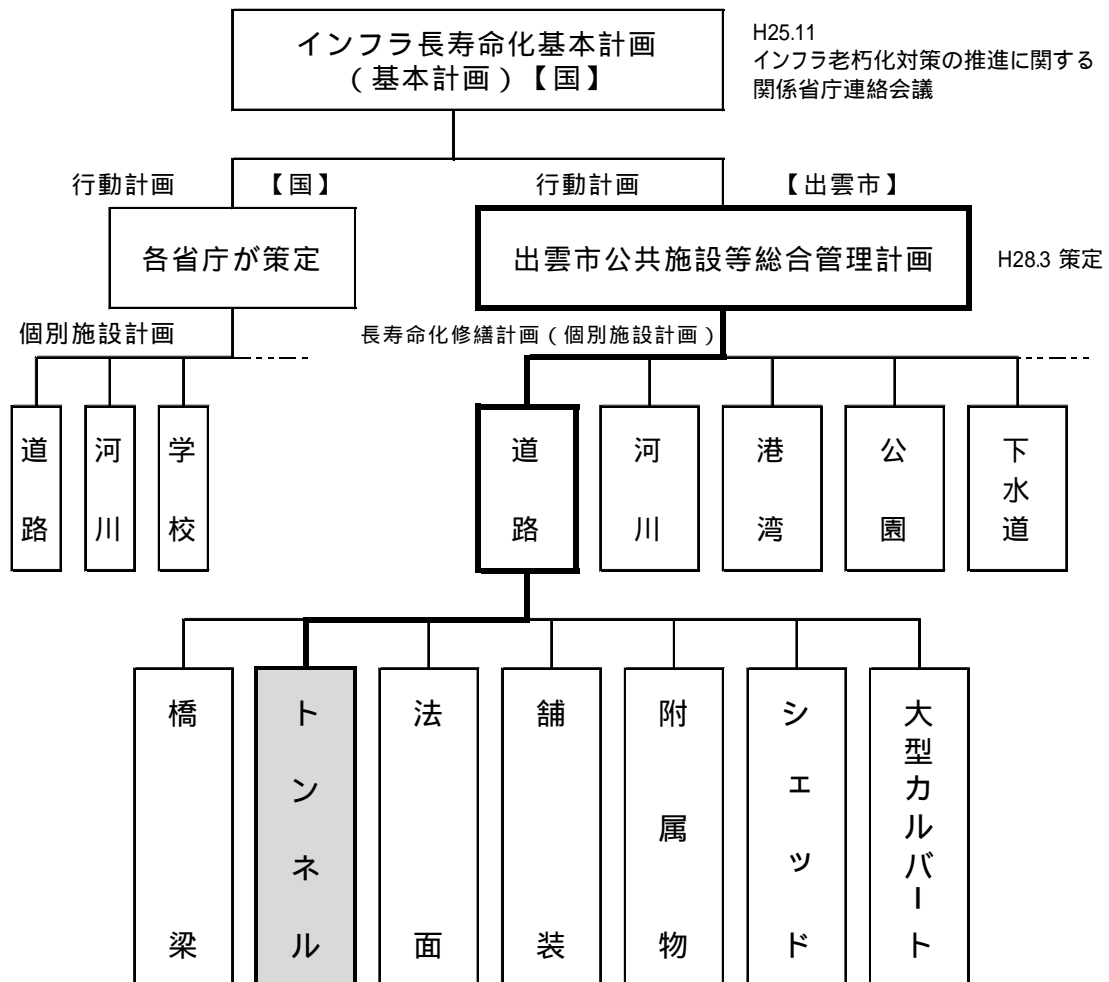 インフラ長寿命化基本計画
（基本計画）【国】
H25.11
インフラ老朽化対策の推進に関する
関係省庁連絡会議
行動計画 【国】
行動計画 【出雲市】
各省庁が策定
出雲市公共施設等総合管理計画
H28.3 策定
個別施設計画
長寿命化修繕計画（個別施設計画）
道路
河川
学校
道路
河川
港湾
公園
下水道
橋梁
トンネル
法面
舗装
附属物
シェッド
大型カルバート